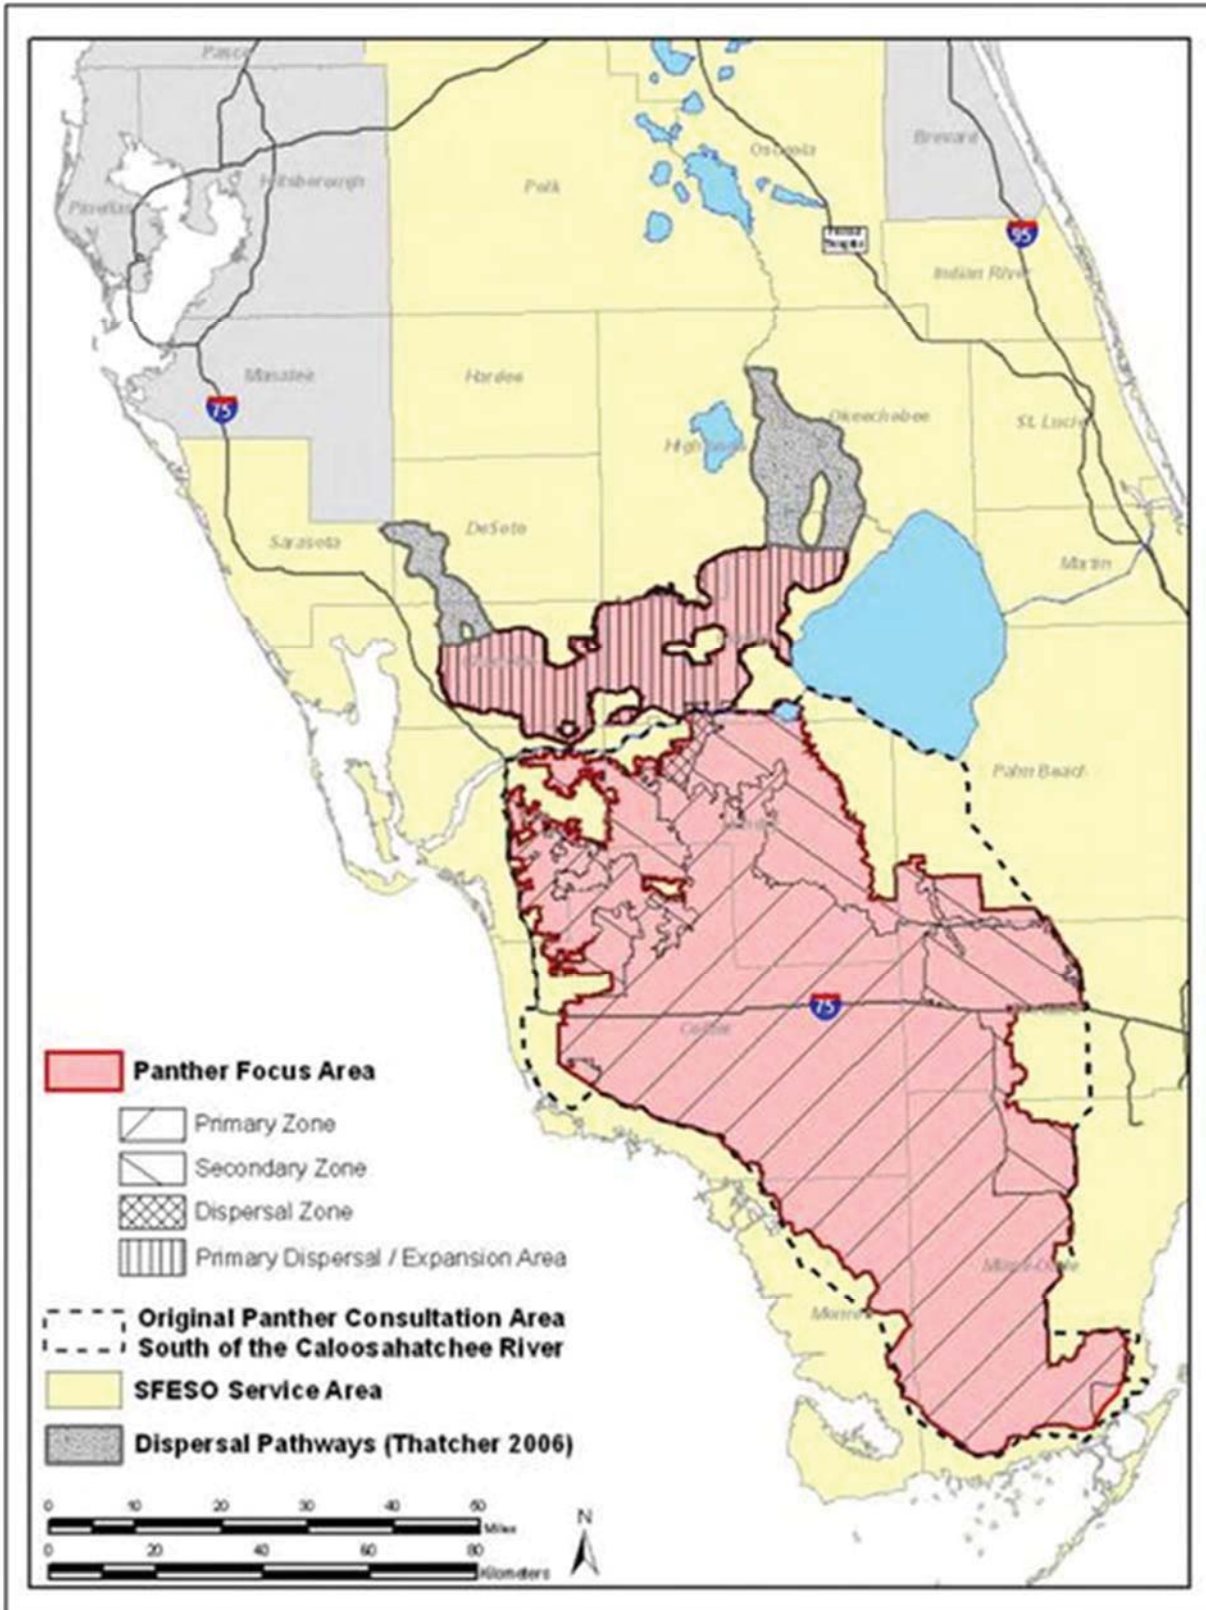 Pasco
Brevard
Osceola
Hillsborough
Polk
Pinellas
95
Indian River
Manatee
Hardee
75
Okeechobee
St. Lucie
Highlands
DeSoto
Sarasota
Martin
Palm Beach
75
Collier
Miami-Dade
Monroe
Panther Focus Area
Primary Zone
Secondary Zone
Dispersal Zone
Primary Dispersal / Expansion Area
Original Panther Consultation Area
South of the Caloosahatchee River
SFESO Service Area
Dispersal Pathways (Thatcher 2006)
0 10 20 30 40 50
Miles
0 20 40 60 80
Kilometers
N